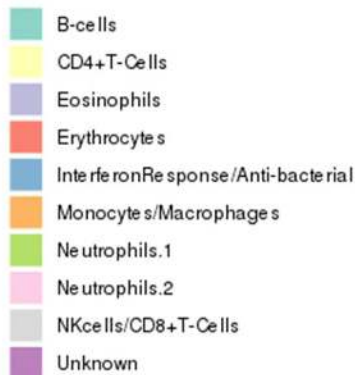 B-cells
CD4+T-Cells
Eosinophils
Erythrocytes
InterferonResponse/Anti-bacterial
Monocytes/Macrophages
Neutrophils.1
Neutrophils.2
NKcells/CD8+T-Cells
Unknown